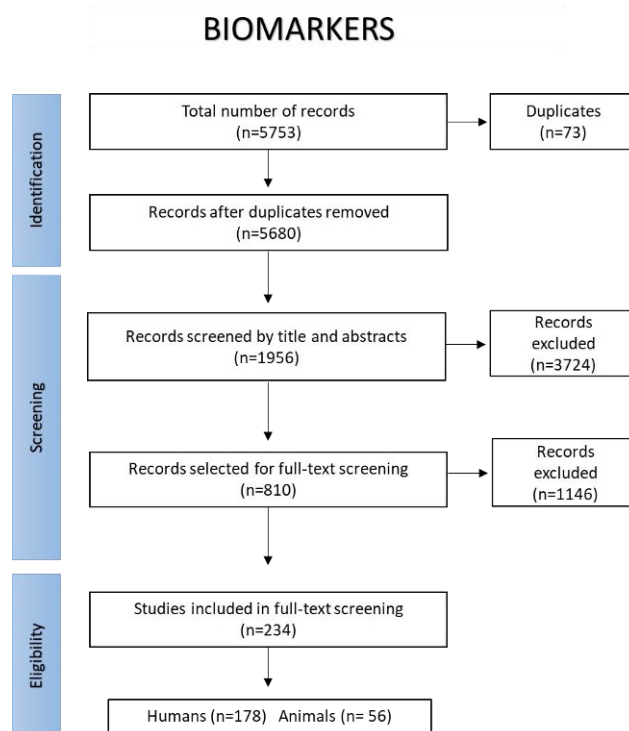 BIOMARKERS
Identification
Total number of records
(n=5753)
Duplicates
(n=73)
Records after duplicates removed
(n=5680)
Screening
Records screened by title and abstracts
(n=1956)
Records
excluded
(n=3724)
Records selected for full-text screening
(n=810)
Records
excluded
(n=1146)
Eligibility
Studies included in full-text screening
(n=234)
Humans (n=178) Animals (n= 56)